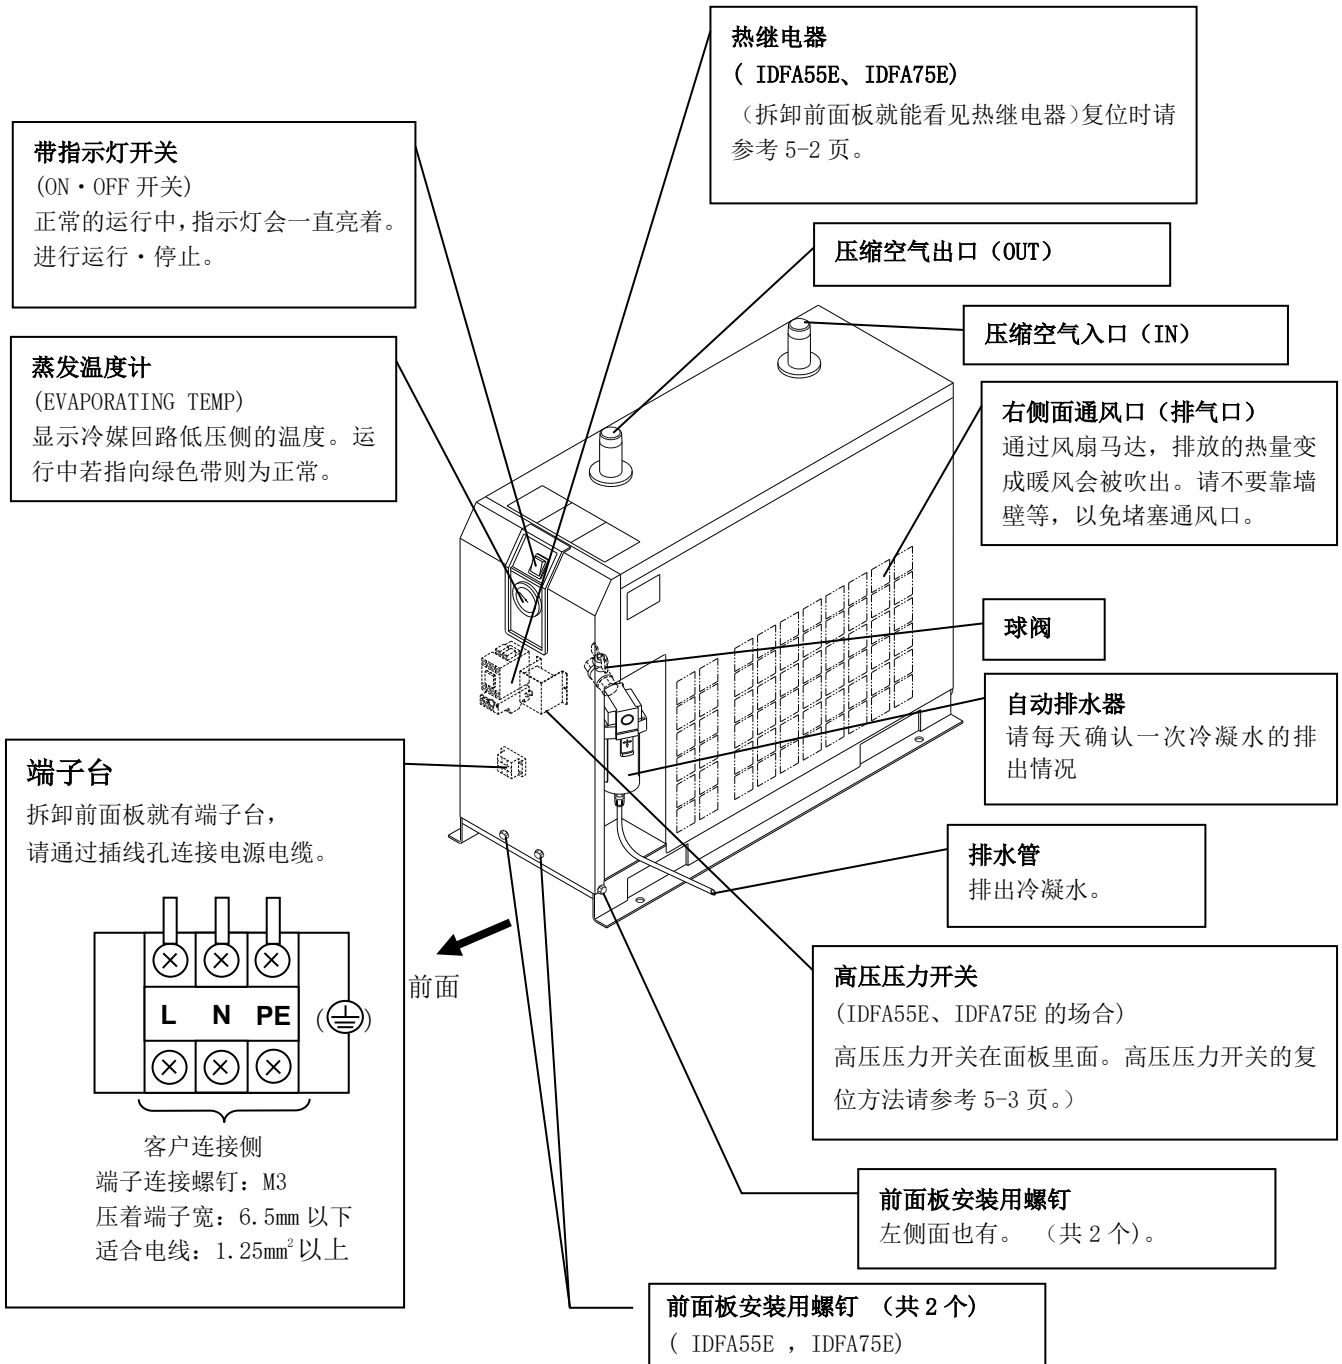 热继电器
( IDFA55E、IDFA75E)
（拆卸前面板就能看见热继电器）复位时请
参考 5-2 页。
带指示灯开关
(ON・OFF 开关)
正常的运行中，指示灯会一直亮着。
进行运行・停止。
压缩空气出口（OUT）
压缩空气入口（IN）
蒸发温度计
(EVAPORATING TEMP)
显示冷媒回路低压侧的温度。运
行中若指向绿色带则为正常。
右侧面通风口（排气口）
通过风扇马达，排放的热量变
成暖风会被吹出。请不要靠墙
壁等，以免堵塞通风口。
球阀
自动排水器
请每天确认一次冷凝水的排
出情况
端子台
拆卸前面板就有端子台，
请通过插线孔连接电源电缆。
L N PE
( )
客户连接侧
端子连接螺钉：M3
压着端子宽：6.5mm 以下
适合电线：1.25mm² 以上
排水管
排出冷凝水。
前面
高压压力开关
(IDFA55E、IDFA75E 的场合)
高压压力开关在面板里面。高压压力开关的复
位方法请参考 5-3 页。）
前面板安装用螺钉
左侧面也有。 （共 2 个）。
前面板安装用螺钉 （共 2 个）
( IDFA55E , IDFA75E)